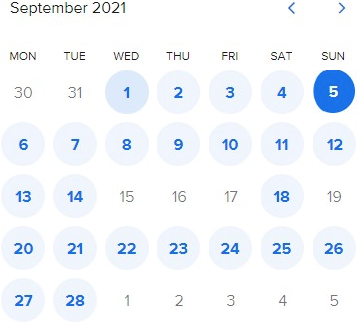 September 2021
MON TUE WED THU FRI SAT SUN
30 31 1 2 3 4 5
6 7 8 9 10 11 12
13 14 15 16 17 18 19
20 21 22 23 24 25 26
27 28 1 2 3 4 5